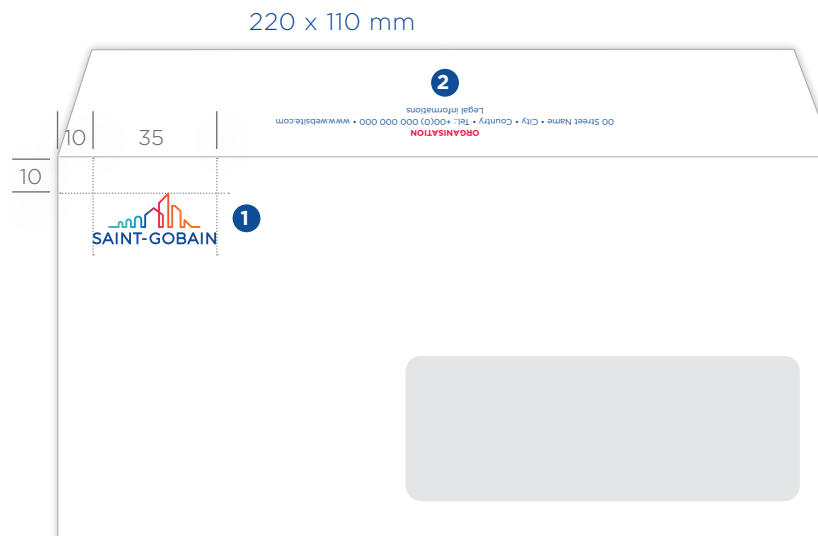 220 x 110 mm
2
ORGANISATION
00 Street Name • City • Country • Tel.: +00(0) 000 000 000 • www.website.com
Legal informations
10
35
10
1
SAINT-GOBAIN